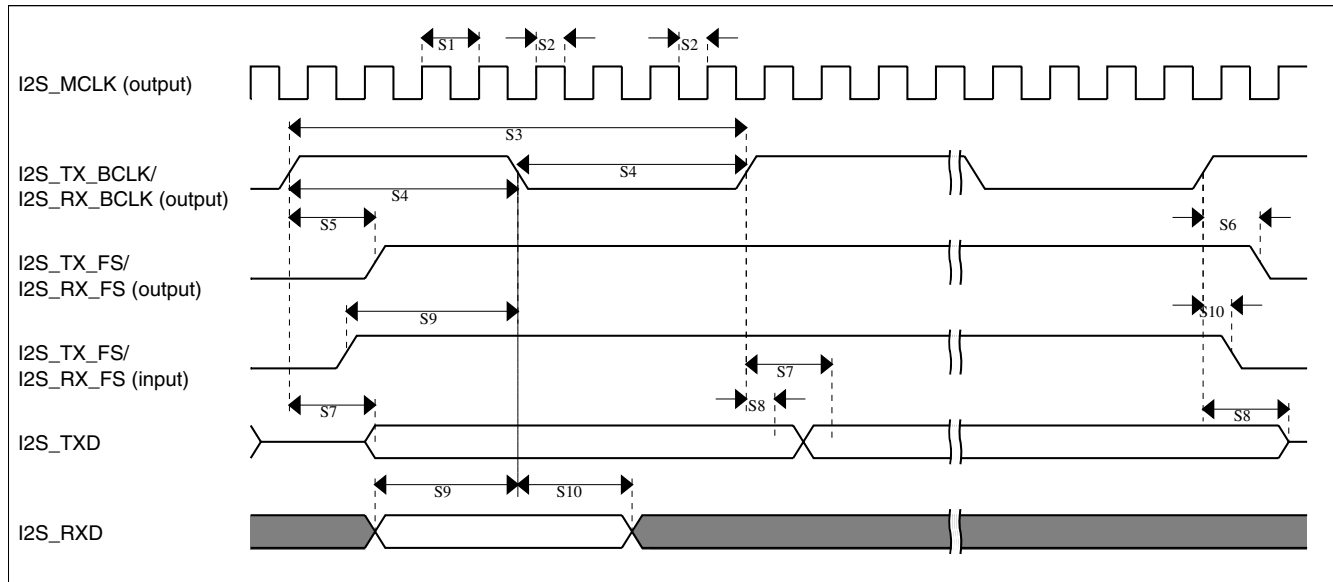 S1 S2 S2
I2S_MCLK (output)
S3
I2S_TX_BCLK/
I2S_RX_BCLK (output)
S4
S4
S5 S6
I2S_TX_FS/
I2S_RX_FS (output)
S9 S10
I2S_TX_FS/
I2S_RX_FS (input)
S7
S7 S8 S8
I2S_TXD
S9 S10
I2S_RXD